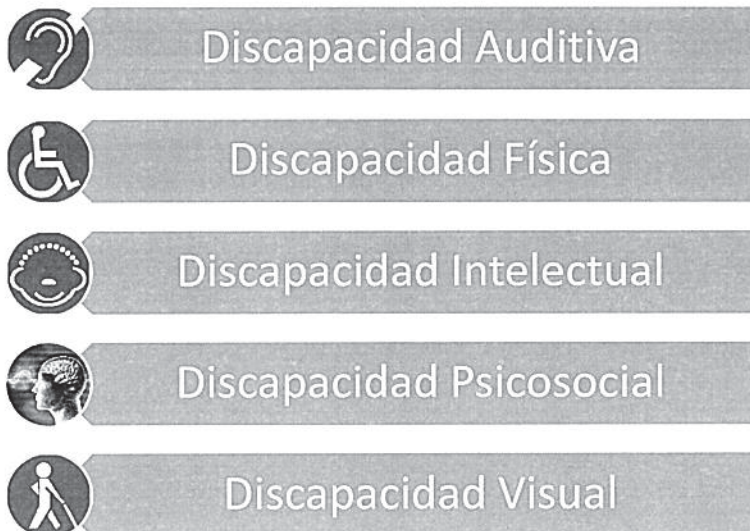 Discapacidad Auditiva
Discapacidad Física
Discapacidad Intelectual
Discapacidad Psicosocial
Discapacidad Visual